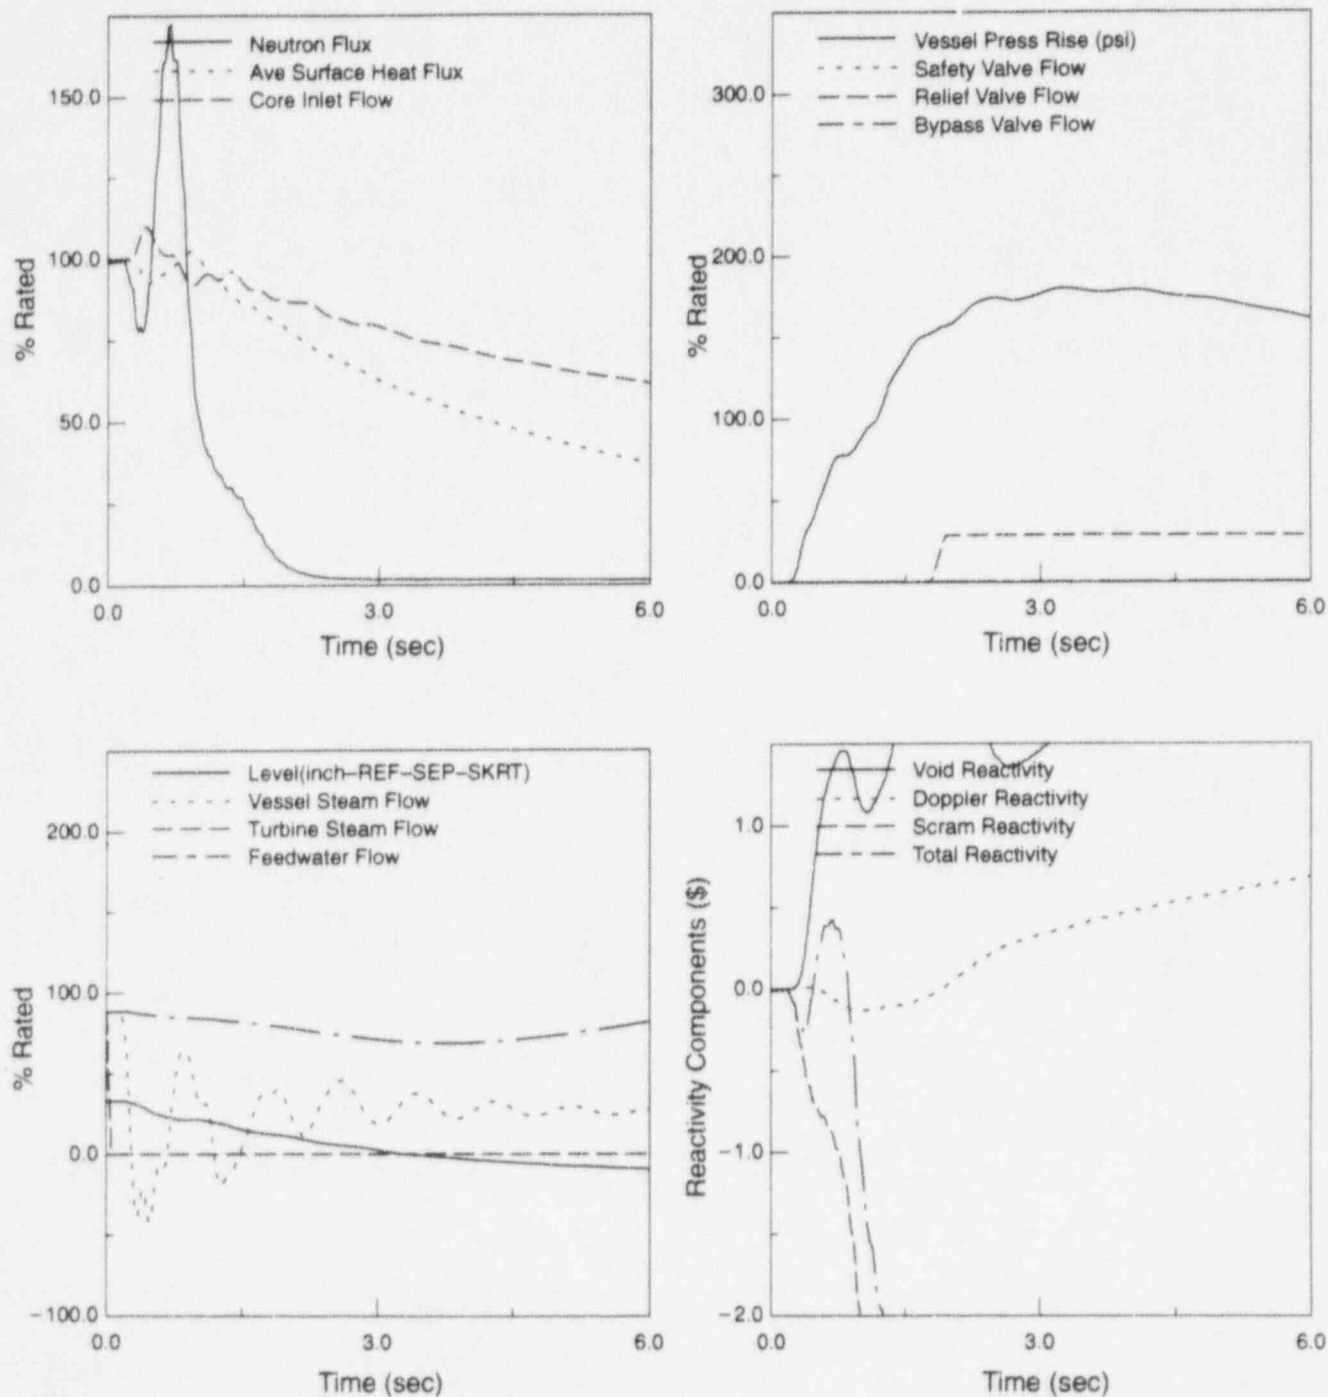 Neutron Flux
Ave Surface Heat Flux
Core Inlet Flow
150.0
100.0
50.0
0.0
% Rated
0.0
3.0
6.0
Time (sec)
Vessel Press Rise (psi)
Safety Valve Flow
Relief Valve Flow
Bypass Valve Flow
300.0
200.0
100.0
0.0
% Rated
0.0
3.0
6.0
Time (sec)
Level(inch-REF-SEP-SKRT)
Vessel Steam Flow
Turbine Steam Flow
Feedwater Flow
200.0
100.0
0.0
-100.0
% Rated
0.0
3.0
6.0
Time (sec)
Void Reactivity
Doppler Reactivity
Scram Reactivity
Total Reactivity
1.0
0.0
-1.0
-2.0
Reactivity Components ($)
0.0
3.0
6.0
Time (sec)